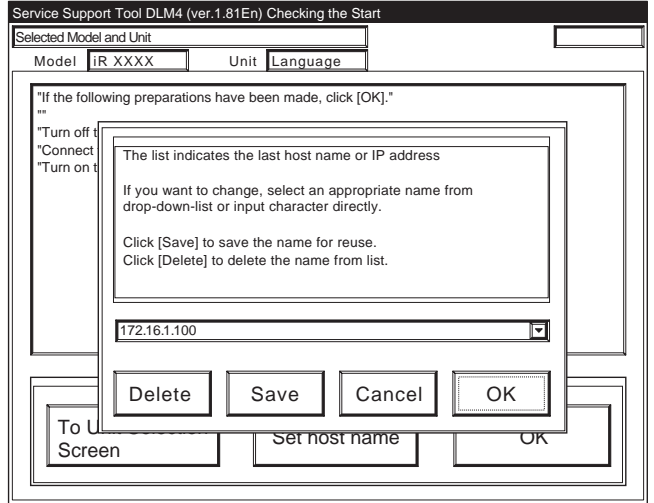 Service Support Tool DLM4 (ver.1.81En) Checking the Start
Selected Model and Unit
Model iR XXXX Unit Language
"If the following preparations have been made, click [OK]."
""
"Turn off t
"Connect
"Turn on t
The list indicates the last host name or IP address
If you want to change, select an appropriate name from
drop-down-list or input character directly.
Click [Save] to save the name for reuse.
Click [Delete] to delete the name from list.
172.16.1.100
Delete Save Cancel OK
To Unit Selection
Screen
Set host name
OK